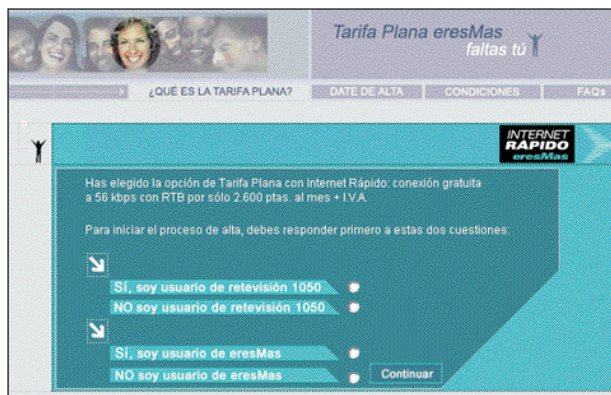 Tarifa Plana eresMas
faltas tú
¿QUÉ ES LA TARIFA PLANA?
DATE DE ALTA
CONDICIONES
FAQs
INTERNET
RÁPIDO
eresMas
Has elegido la opción de Tarifa Plana con Internet Rápido: conexión gratuita
a 56 kbps con RTB por sólo 2.600 ptas. al mes + I.V.A.
Para iniciar el proceso de alta, debes responder primero a estas dos cuestiones:
SÍ, soy usuario de retevisión 1050
NO soy usuario de retevisión 1050
SÍ, soy usuario de eresMas
NO soy usuario de eresMas
Continuar